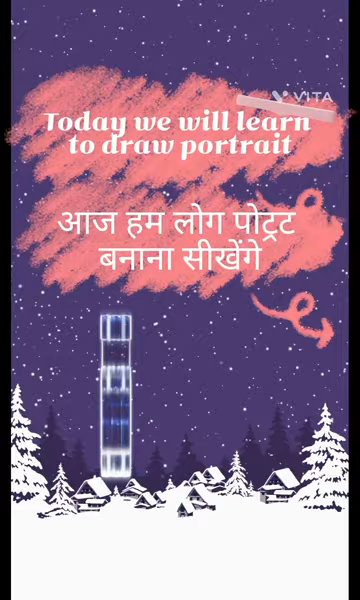 VITA
Today we will learn
to draw portrait
आज हम लोग पोट्रट
बनाना सीखेंगे